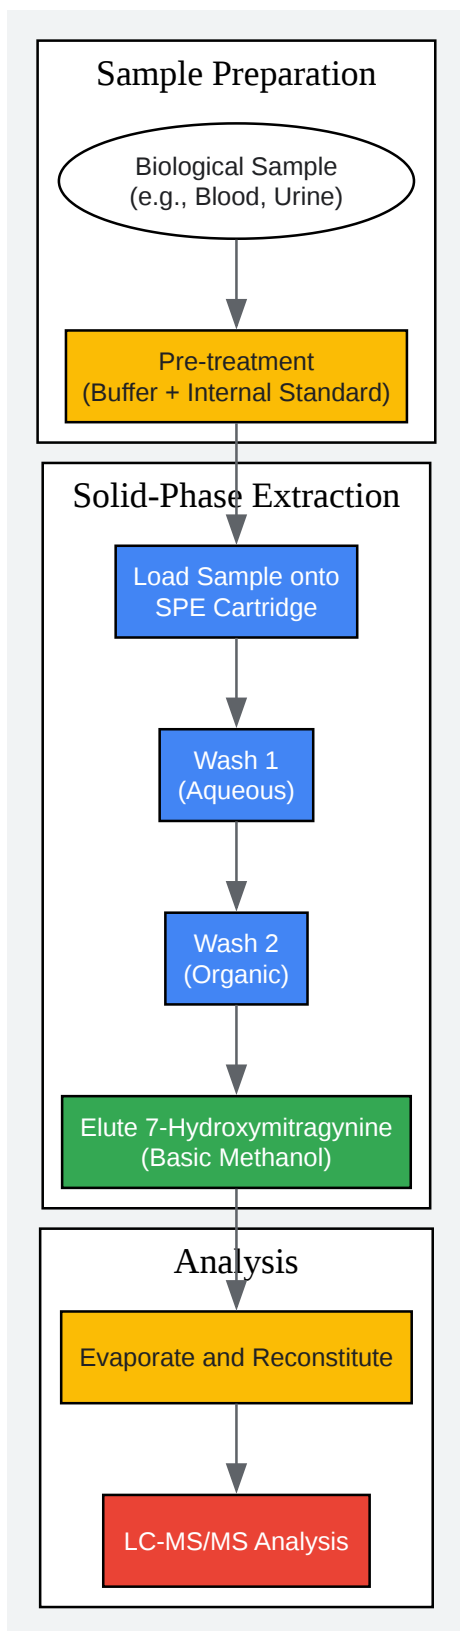 Sample Preparation
Biological Sample
(e.g., Blood, Urine)
Pre-treatment
(Buffer + Internal Standard)
Solid-Phase Extraction
Load Sample onto
SPE Cartridge
Wash 1
(Aqueous)
Wash 2
(Organic)
Elute 7-Hydroxymitragynine
(Basic Methanol)
Analysis
Evaporate and Reconstitute
LC-MS/MS Analysis